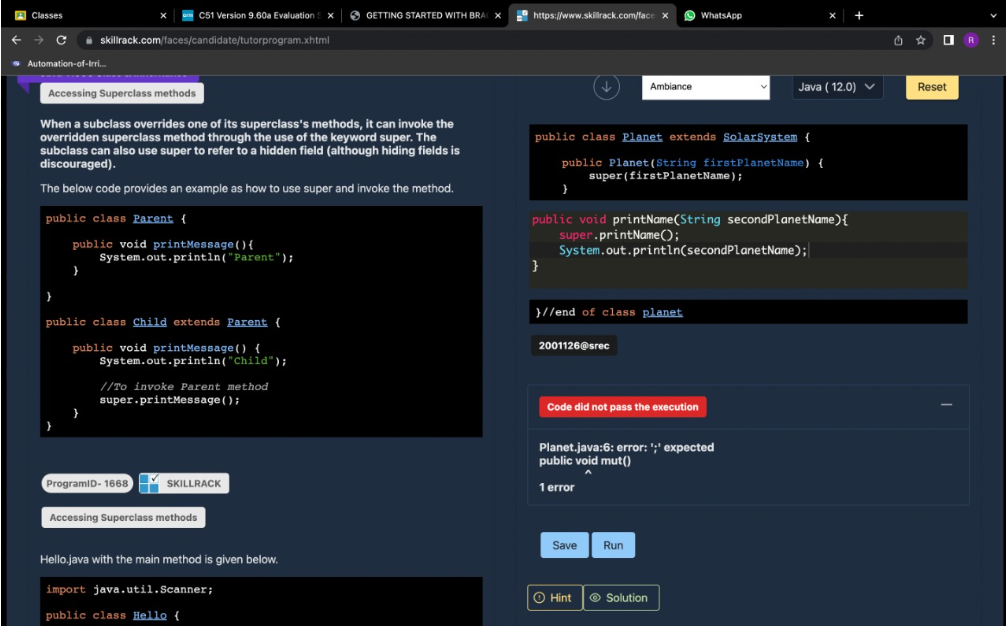 Classes
C51 Version 9.60a Evaluation
GETTING STARTED WITH BRAI
https://www.skillrack.com/face
WhatsApp
skillrack.com/faces/candidate/tutorprogram.xhtml
R
Automation-of-Irri...
Accessing Superclass methods
When a subclass overrides one of its superclass's methods, it can invoke the
overridden superclass method through the use of the keyword super. The
subclass can also use super to refer to a hidden field (although hiding fields is
discouraged).
The below code provides an example as how to use super and invoke the method.
public class Parent {
public void printMessage(){
System.out.println("Parent");
}
}
public class Child extends Parent {
public void printMessage() {
System.out.println("Child");
//To invoke Parent method
super.printMessage();
}
}
ProgramID- 1668
SKILLRACK
Accessing Superclass methods
Hello.java with the main method is given below.
import java.util.Scanner;
public class Hello {
Ambiance
Java ( 12.0)
Reset
public class Planet extends SolarSystem {
public Planet(String firstPlanetName) {
super(firstPlanetName);
}
public void printName(String secondPlanetName){
super.printName();
System.out.println(secondPlanetName);
}
}//end of class planet
2001126@srec
Code did not pass the execution
Planet.java:6: error: ';' expected
public void mut()
^
1 error
Save
Run
Hint
Solution